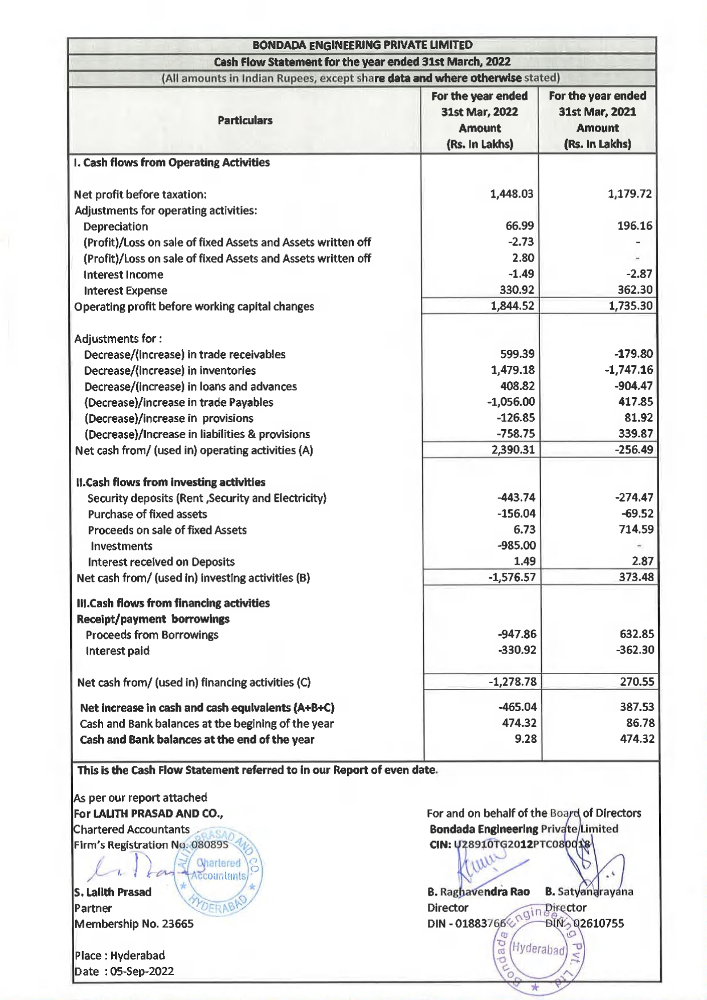 BONDADA ENGINEERING PRIVATE LIMITED
Cash Flow Statement for the year ended 31st March, 2022
(All amounts in Indian Rupees, except share data and where otherwise stated)
Particulars For the year ended 31st Mar, 2022 Amount (Rs. In Lakhs) For the year ended 31st Mar, 2021 Amount (Rs. In Lakhs)
I. Cash flows from Operating Activities
Net profit before taxation: 1,448.03 1,179.72
Adjustments for operating activities:
Depreciation 66.99 196.16
(Profit)/Loss on sale of fixed Assets and Assets written off -2.73 -
(Profit)/Loss on sale of fixed Assets and Assets written off 2.80 -
Interest Income -1.49 -2.87
Interest Expense 330.92 362.30
Operating profit before working capital changes 1,844.52 1,735.30
Adjustments for :
Decrease/(increase) in trade receivables 599.39 -179.80
Decrease/(increase) in inventories 1,479.18 -1,747.16
Decrease/(increase) in loans and advances 408.82 -904.47
(Decrease)/increase in trade Payables -1,056.00 417.85
(Decrease)/increase in provisions -126.85 81.92
(Decrease)/Increase in liabilities & provisions -758.75 339.87
Net cash from/ (used in) operating activities (A) 2,390.31 -256.49
II.Cash flows from investing activities
Security deposits (Rent ,Security and Electricity) -443.74 -274.47
Purchase of fixed assets -156.04 -69.52
Proceeds on sale of fixed Assets 6.73 714.59
Investments -985.00 -
Interest received on Deposits 1.49 2.87
Net cash from/ (used in) investing activities (B) -1,576.57 373.48
III.Cash flows from financing activities
Receipt/payment borrowings
Proceeds from Borrowings -947.86 632.85
Interest paid -330.92 -362.30
Net cash from/ (used in) financing activities (C) -1,278.78 270.55
Net increase in cash and cash equivalents (A+B+C) -465.04 387.53
Cash and Bank balances at tbe begining of the year 474.32 86.78
Cash and Bank balances at the end of the year 9.28 474.32
This is the Cash Flow Statement referred to in our Report of even date.
As per our report attached
For LALITH PRASAD AND CO., For and on behalf of the Board of Directors
Chartered Accountants Bondada Engineering Private Limited
Firm's Registration No. 08089S CIN: U28910TG2012PTC080018
LALITH PRASAD AND CO.
Chartered
Accountants
HYDERABAD
S. Lalith Prasad B. Raghavendra Rao B. Satyanarayana
Partner Director Director
Membership No. 23665 DIN - 01883766 DIN - 02610755
Bondada Engineering Pvt. Ltd.
Hyderabad
Place : Hyderabad
Date : 05-Sep-2022